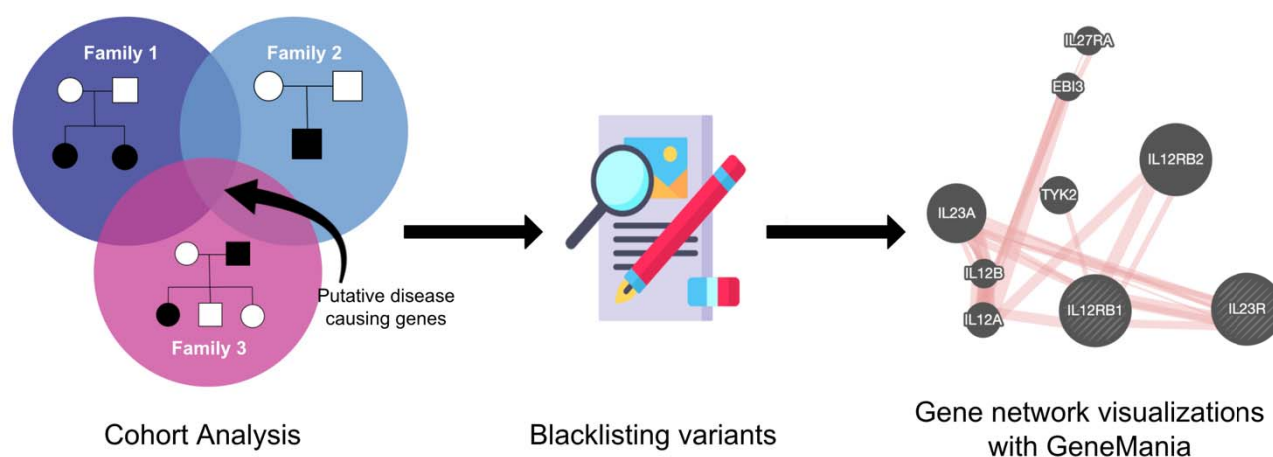 Family 1
Family 2
Family 3
Putative disease
causing genes
Cohort Analysis
Blacklisting variants
IL27RA
EBI3
IL12RB2
TYK2
IL23A
IL12B
IL12A
IL12RB1
IL23R
Gene network visualizations
with GeneMania